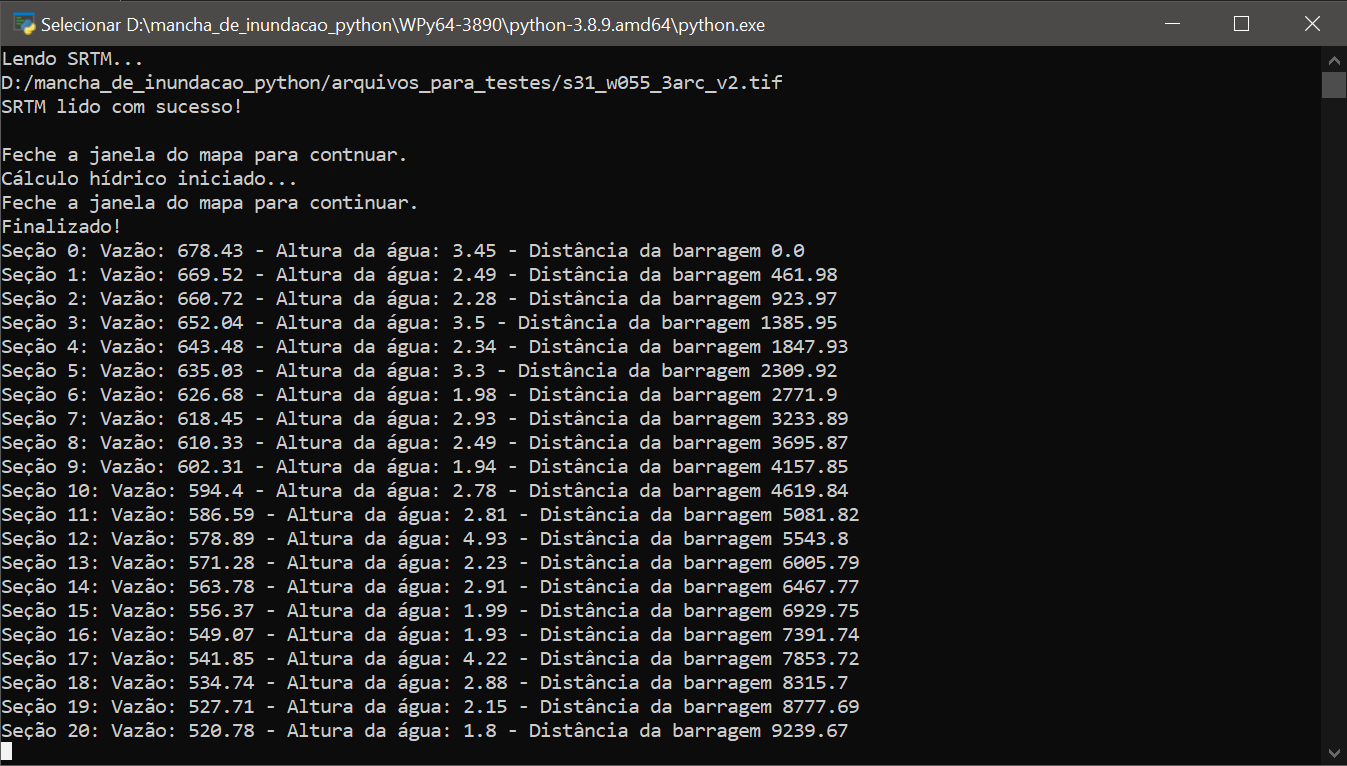 Selecionar D:\mancha_de_inundacao_python\WPy64-3890\python-3.8.9.amd64\python.exe
Lendo SRTM...
D:/mancha_de_inundacao_python/arquivos_para_testes/s31_w055_3arc_v2.tif
SRTM lido com sucesso!
Feche a janela do mapa para contnuar.
Cálculo hídrico iniciado...
Feche a janela do mapa para continuar.
Finalizado!
Seção 0: Vazão: 678.43 - Altura da água: 3.45 - Distância da barragem 0.0
Seção 1: Vazão: 669.52 - Altura da água: 2.49 - Distância da barragem 461.98
Seção 2: Vazão: 660.72 - Altura da água: 2.28 - Distância da barragem 923.97
Seção 3: Vazão: 652.04 - Altura da água: 3.5 - Distância da barragem 1385.95
Seção 4: Vazão: 643.48 - Altura da água: 2.34 - Distância da barragem 1847.93
Seção 5: Vazão: 635.03 - Altura da água: 3.3 - Distância da barragem 2309.92
Seção 6: Vazão: 626.68 - Altura da água: 1.98 - Distância da barragem 2771.9
Seção 7: Vazão: 618.45 - Altura da água: 2.93 - Distância da barragem 3233.89
Seção 8: Vazão: 610.33 - Altura da água: 2.49 - Distância da barragem 3695.87
Seção 9: Vazão: 602.31 - Altura da água: 1.94 - Distância da barragem 4157.85
Seção 10: Vazão: 594.4 - Altura da água: 2.78 - Distância da barragem 4619.84
Seção 11: Vazão: 586.59 - Altura da água: 2.81 - Distância da barragem 5081.82
Seção 12: Vazão: 578.89 - Altura da água: 4.93 - Distância da barragem 5543.8
Seção 13: Vazão: 571.28 - Altura da água: 2.23 - Distância da barragem 6005.79
Seção 14: Vazão: 563.78 - Altura da água: 2.91 - Distância da barragem 6467.77
Seção 15: Vazão: 556.37 - Altura da água: 1.99 - Distância da barragem 6929.75
Seção 16: Vazão: 549.07 - Altura da água: 1.93 - Distância da barragem 7391.74
Seção 17: Vazão: 541.85 - Altura da água: 4.22 - Distância da barragem 7853.72
Seção 18: Vazão: 534.74 - Altura da água: 2.88 - Distância da barragem 8315.7
Seção 19: Vazão: 527.71 - Altura da água: 2.15 - Distância da barragem 8777.69
Seção 20: Vazão: 520.78 - Altura da água: 1.8 - Distância da barragem 9239.67